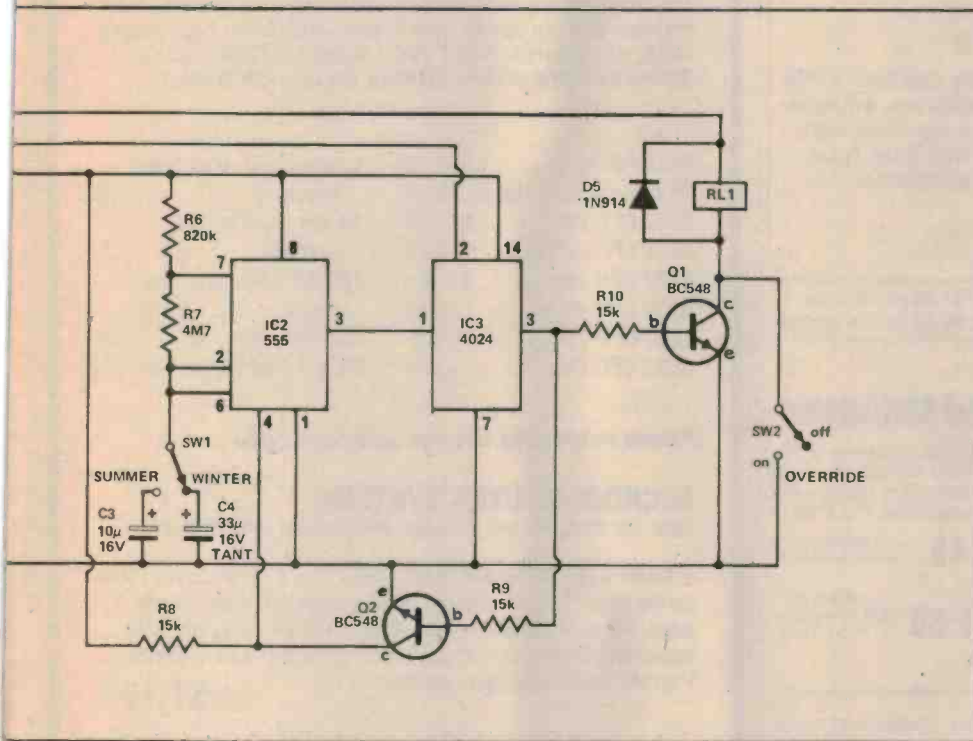 R6
820k
7
8
R7
4M7
IC2
555
2
6
3
4
1
SW1
SUMMER
WINTER
+
+
C3
10μ
16V
C4
33μ
16V
TANT
1
2
14
IC3
4024
3
7
R10
15k
D5
1N914
RL1
Q1
BC548
b
c
e
SW2
off
on
OVERRIDE
R8
15k
e
Q2
BC548
b
c
R9
15k